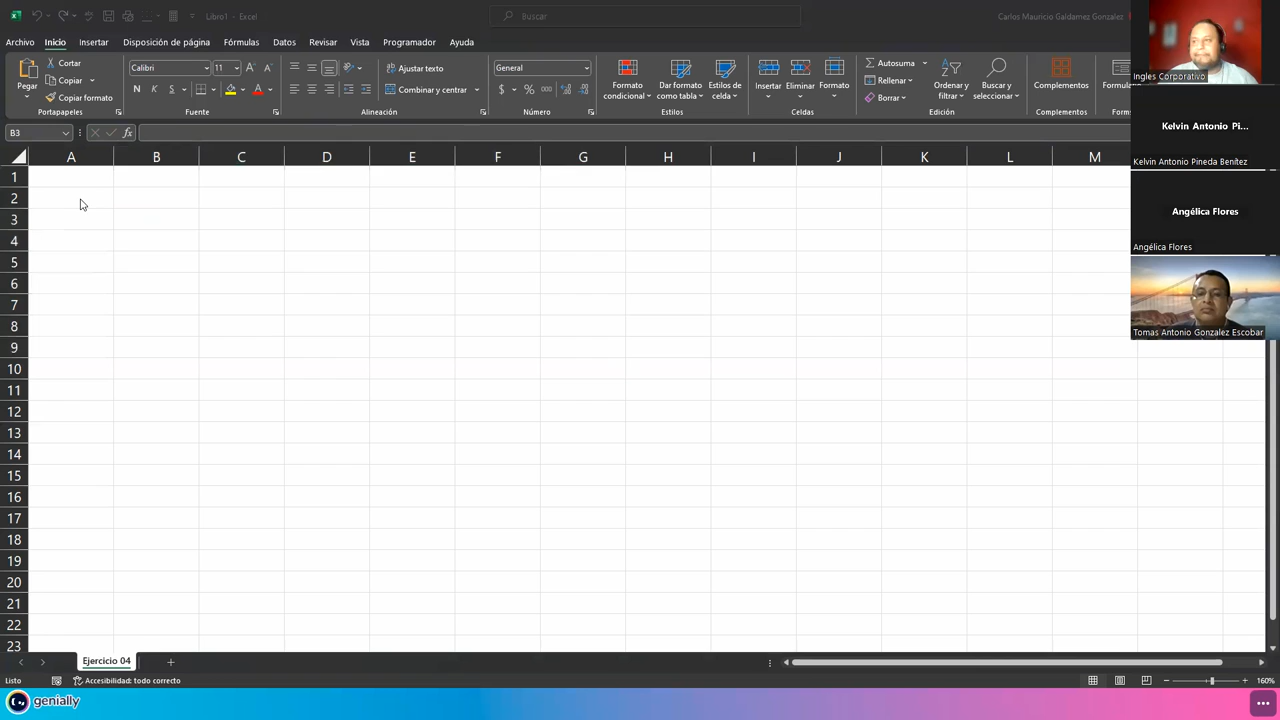 Libro1 - Excel
Buscar
Carlos Mauricio Galdamez Gonzalez
Archivo Inicio Insertar Disposición de página Fórmulas Datos Revisar Vista Programador Ayuda
Pegar
Cortar
Copiar
Copiar formato
Portapapeles
Calibri 11
N K S
Fuente
Ajustar texto
Combinar y centrar
Alineación
General
$ %
Número
Formato condicional
Dar formato como tabla
Estilos de celda
Estilos
Insertar Eliminar Formato
Celdas
Autosuma
Rellenar
Borrar
Ordenar y filtrar
Buscar y seleccionar
Edición
Complementos
Complementos
B3
fx
A B C D E F G H I J K L M
1
2
3
4
5
6
7
8
9
10
11
12
13
14
15
16
17
18
19
20
21
22
23
Ingles Corporativo
Kelvin Antonio Pi...
Kelvin Antonio Pineda Benítez
Angélica Flores
Angélica Flores
Tomas Antonio Gonzalez Escobar
Ejercicio 04
Listo
Accesibilidad: todo correcto
160%
genially